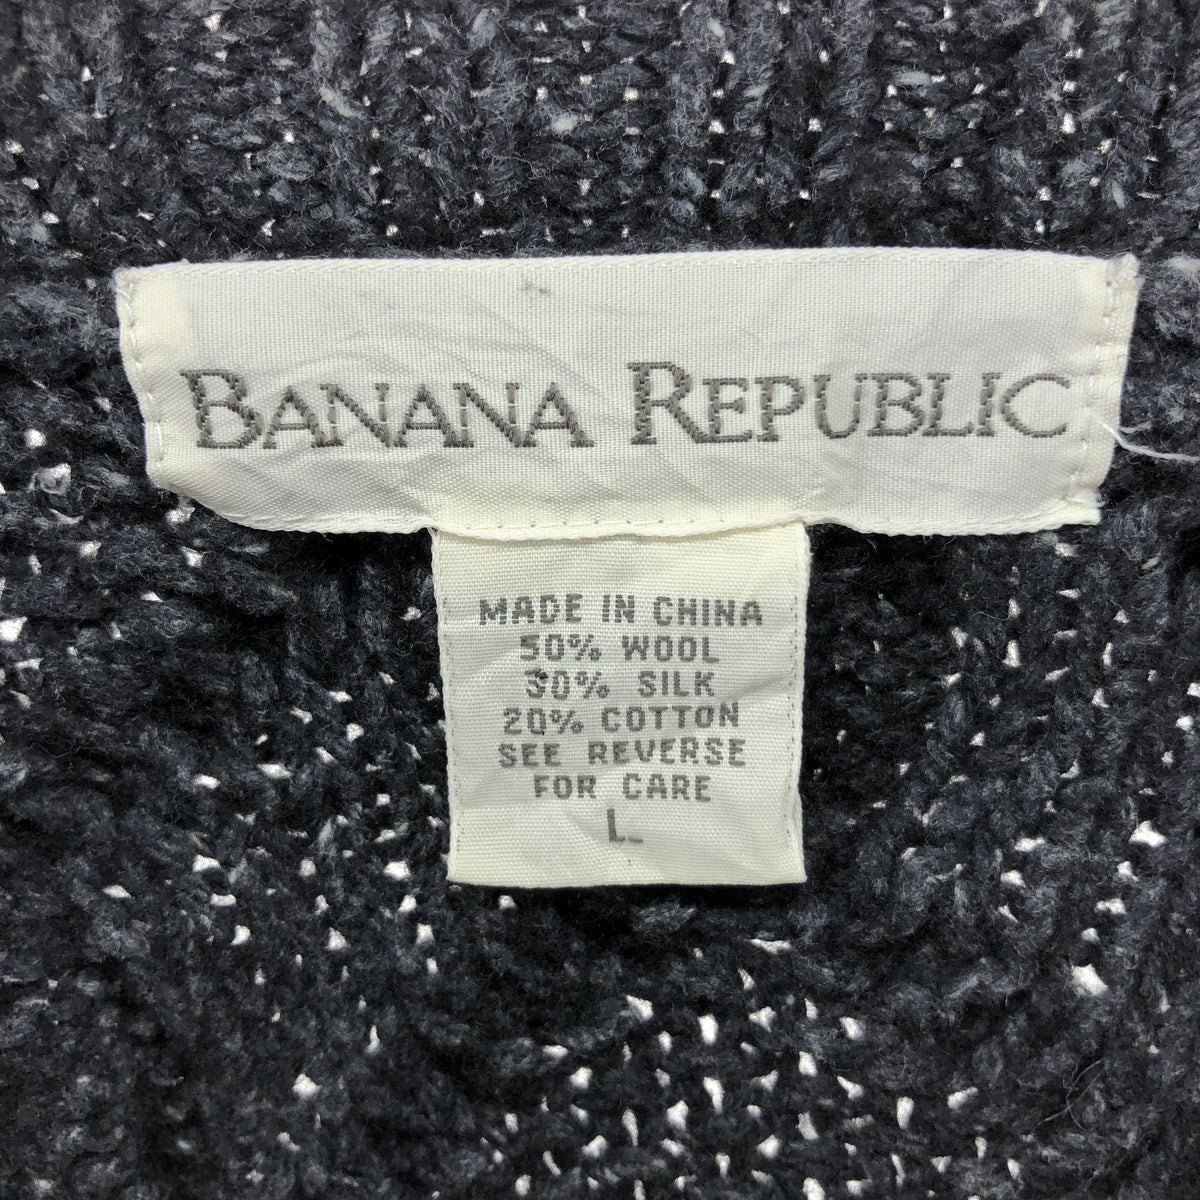 BANANA REPUBLIC
MADE IN CHINA
50% WOOL
30% SILK
20% COTTON
SEE REVERSE
FOR CARE
L